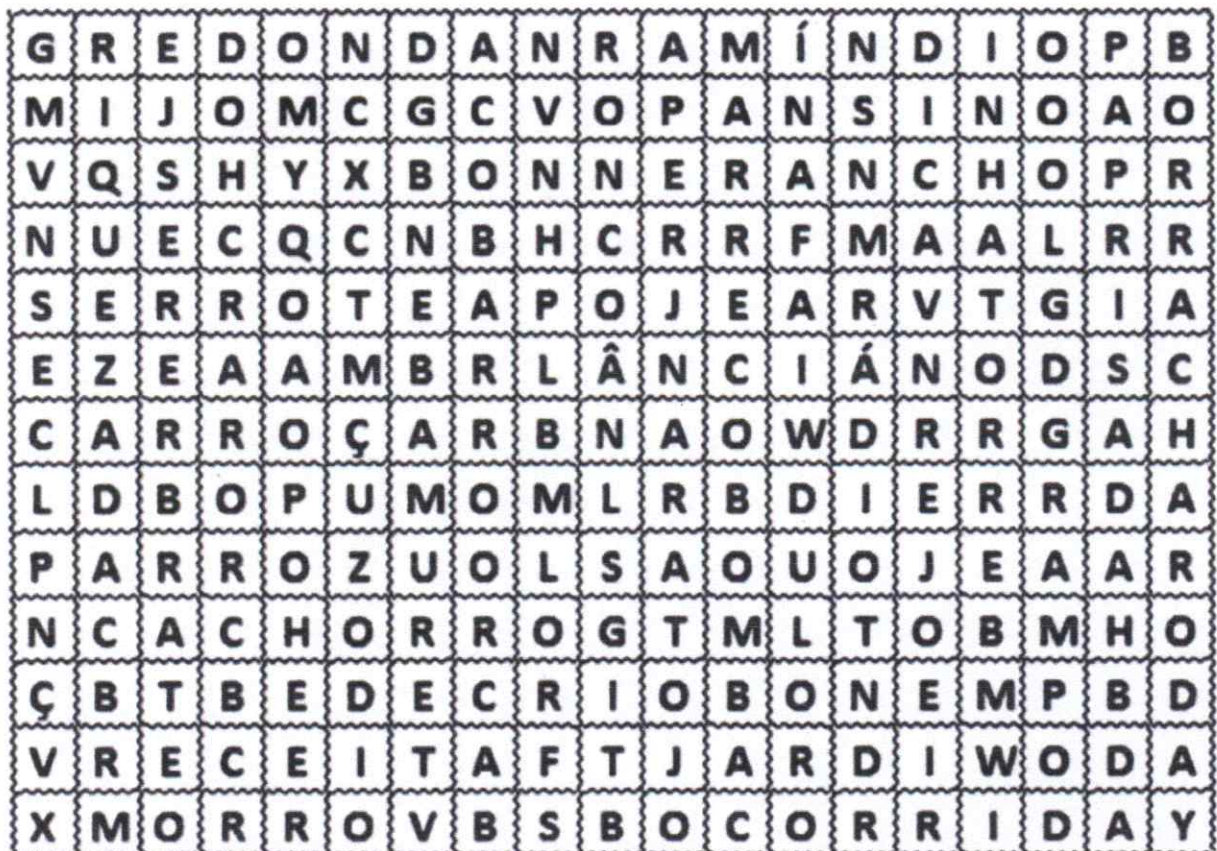 G R E D O N D A N R A M Í N D I O P B
M I J O M C G C V O P A N S I N O A O
V Q S H Y X B O N N E R A N C H O P R
N U E C Q C N B H C R R F M A A L R R
S E R R O T E A P O J E A R V T G I A
E Z E A A M B R L Â N C I Á N O D S C
C A R R O Ç A R B N A O W D R R G A H
L D B O P U M O M L R B D I E R R D A
P A R R O Z U O L S A O U O J E A A R
N C A C H O R R O G T M L T O B M H O
Ç B T B E D E C R I O B O N E M P B D
V R E C E I T A F T J A R D I W O D A
X M O R R O V B S B O C O R R I D A Y